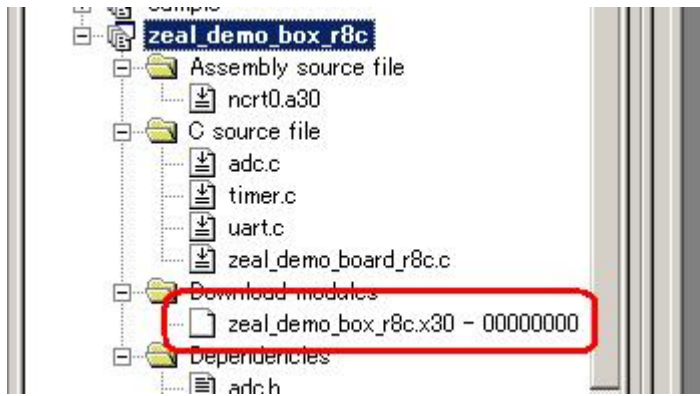 sample
zeal_demo_box_r8c
Assembly source file
ncrt0.a30
C source file
adc.c
timer.c
uart.c
zeal_demo_board_r8c.c
Download modules
zeal_demo_box_r8c.x30 - 00000000
Dependencies
adc.h